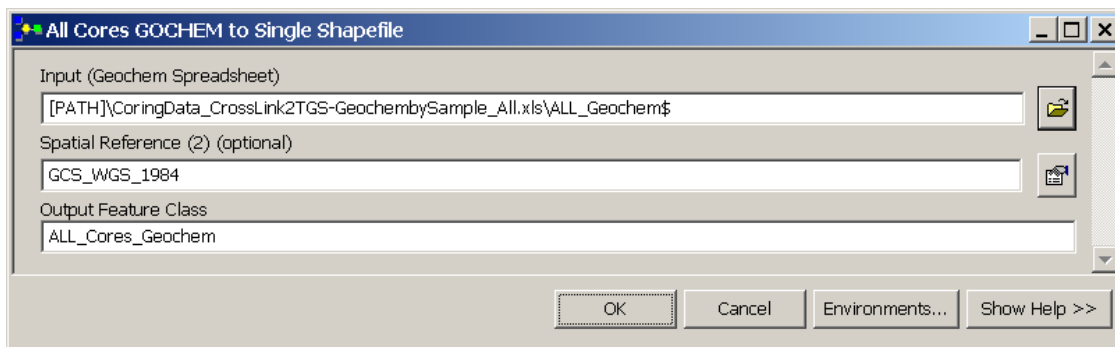 All Cores GOCHEM to Single Shapefile
Input (Geochem Spreadsheet)
[PATH]\CoringData_CrossLink2TGS-GeochembySample_All.xls\ALL_Geochem$
Spatial Reference (2) (optional)
GCS_WGS_1984
Output Feature Class
ALL_Cores_Geochem
OK Cancel Environments... Show Help >>